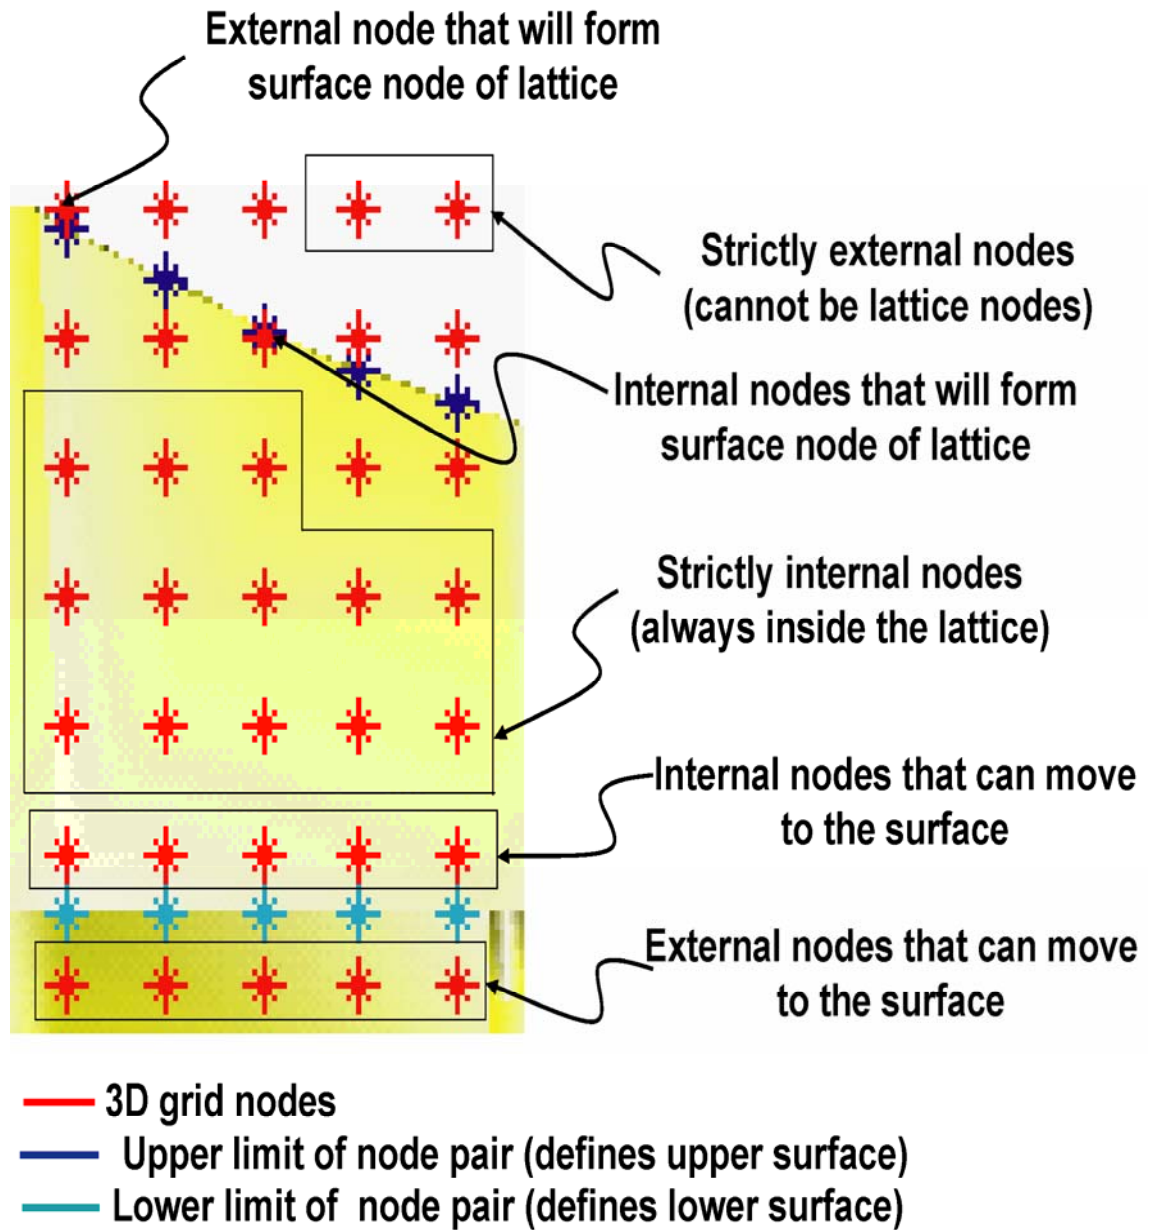 External node that will form
surface node of lattice
Strictly external nodes
(cannot be lattice nodes)
Internal nodes that will form
surface node of lattice
Strictly internal nodes
(always inside the lattice)
Internal nodes that can move
to the surface
External nodes that can move
to the surface
3D grid nodes
Upper limit of node pair (defines upper surface)
Lower limit of node pair (defines lower surface)